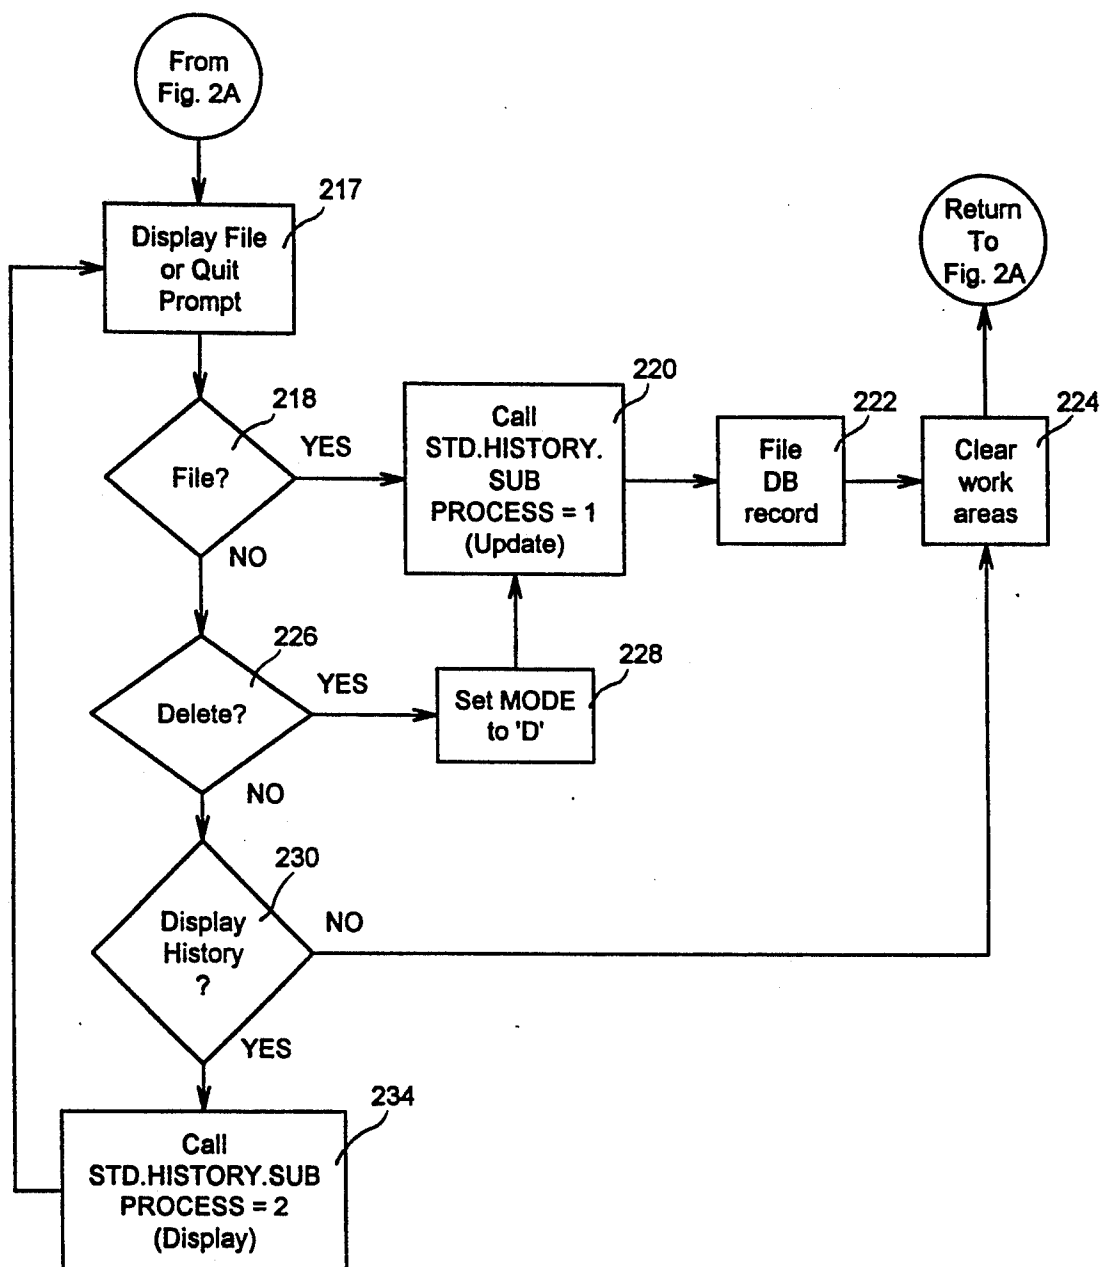 From
Fig. 2A
217
Display File
or Quit
Prompt
Return
To
Fig. 2A
218
File?
YES
NO
220
Call
STD.HISTORY.
SUB
PROCESS = 1
(Update)
222
File
DB
record
224
Clear
work
areas
226
Delete?
YES
NO
228
Set MODE
to 'D'
230
Display
History
?
NO
YES
234
Call
STD.HISTORY.SUB
PROCESS = 2
(Display)